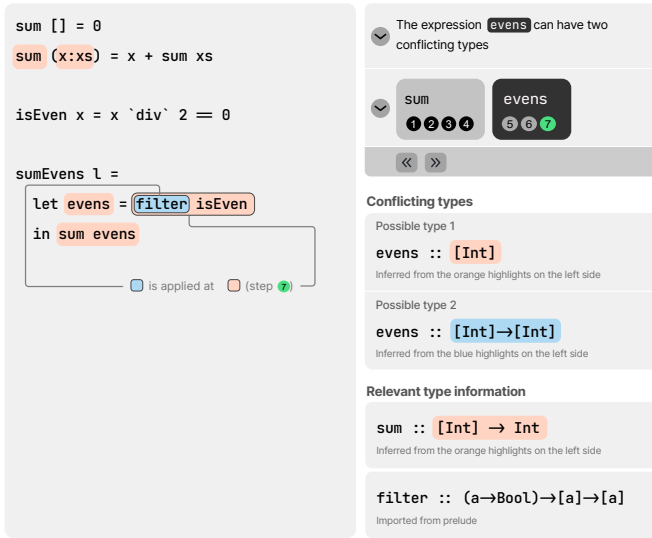 sum [] = 0
sum (x:xs) = x + sum xs
isEven x = x `div` 2 == 0
sumEvens l =
let evens = filter isEven
in sum evens
is applied at (step 7)
The expression evens can have two
conflicting types
sum evens
1 2 3 4 5 6 7
« »
Conflicting types
Possible type 1
evens :: [Int]
Inferred from the orange highlights on the left side
Possible type 2
evens :: [Int]→[Int]
Inferred from the blue highlights on the left side
Relevant type information
sum :: [Int] → Int
Inferred from the orange highlights on the left side
filter :: (a→Bool)→[a]→[a]
Imported from prelude